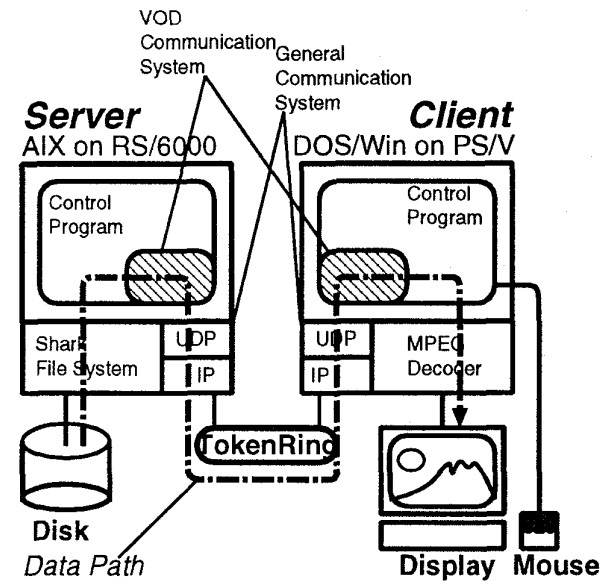 VOD
Communication
System
General
Communication
System
Server
AIX on RS/6000
Client
DOS/Win on PS/V
Control
Program
Control
Program
Shark
File System
UDP
IP
UDP
IP
MPEG
Decoder
TokenRing
Disk
Data Path
Display
Mouse